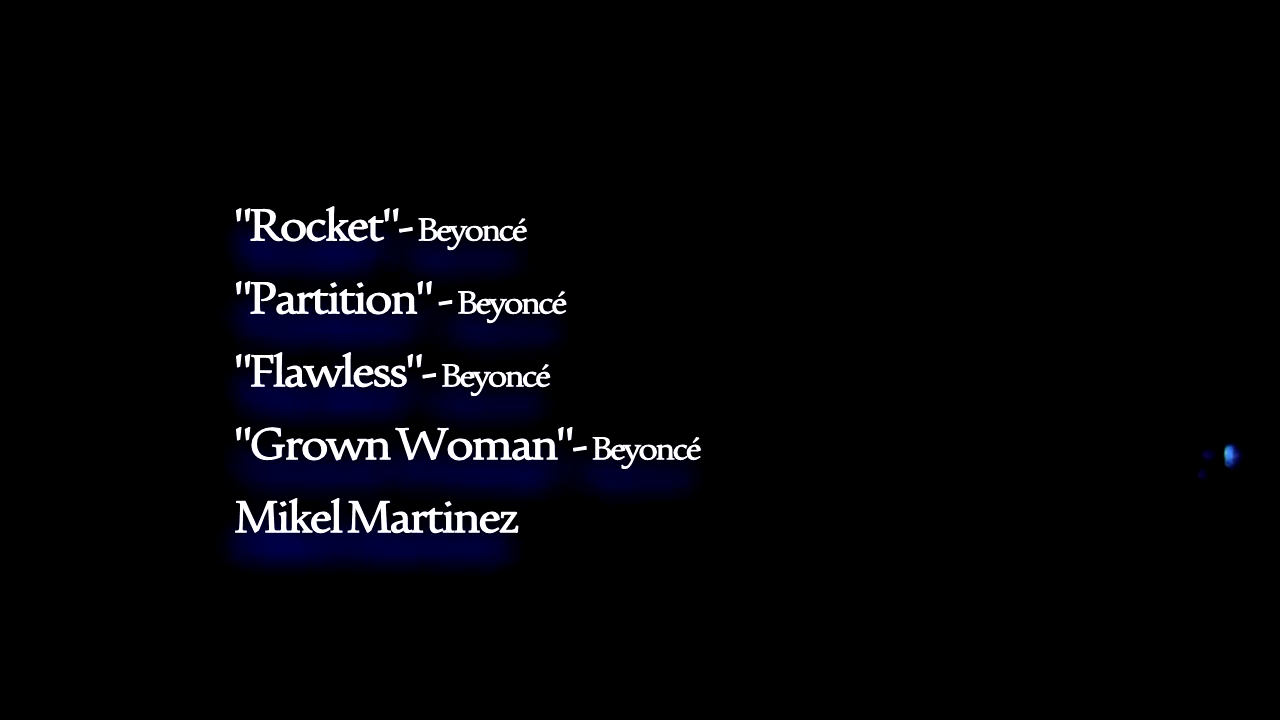 "Rocket"- Beyoncé
"Partition" - Beyoncé
"Flawless"- Beyoncé
"Grown Woman"- Beyoncé
Mikel Martinez